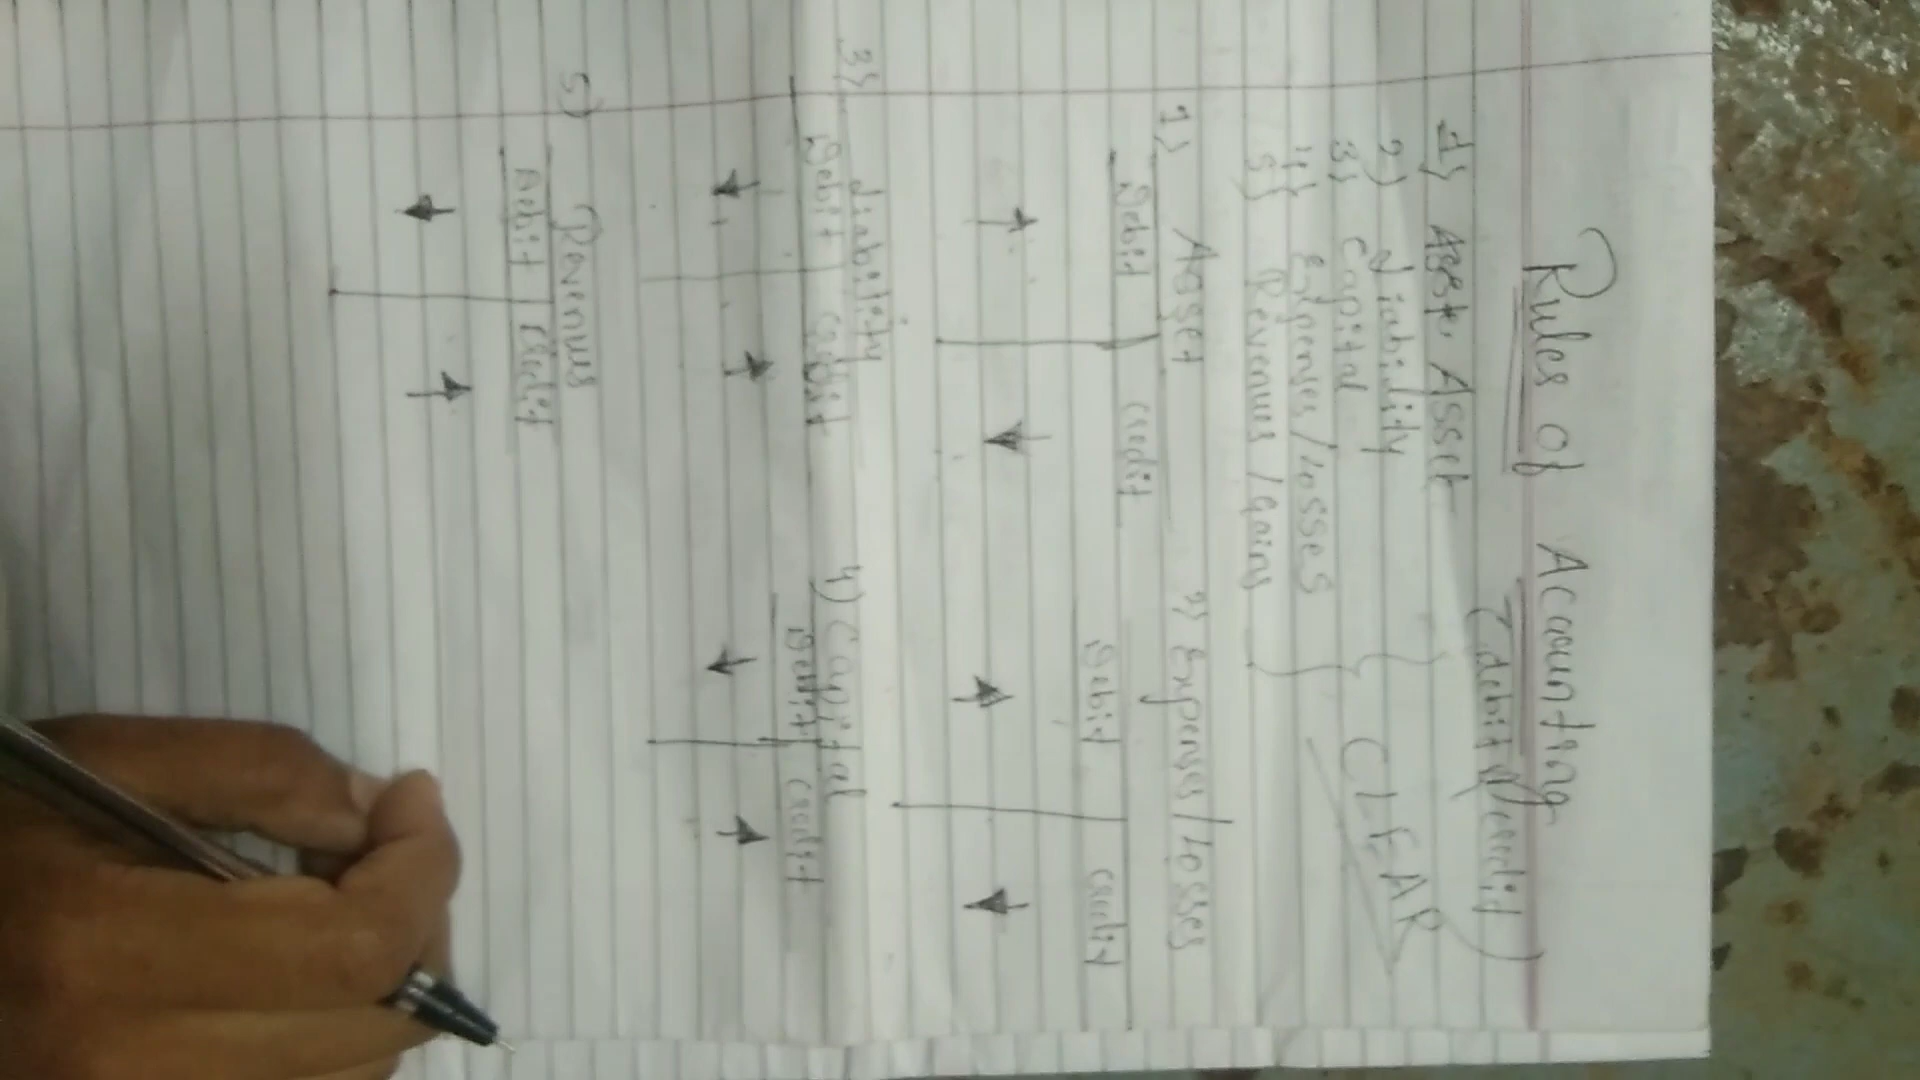 Rules of Accounting
(debit & credit)
1) Asst. Asset
2) Liability
3) Capital
4) Expenses/Losses
5) Revenues/Gains
CLEAR
1) Asset
Debit Credit
2) Expenses/Losses
Debit Credit
3) Liability
Debit Credit
4) Capital
Debit Credit
5) Revenus
Debit Credit